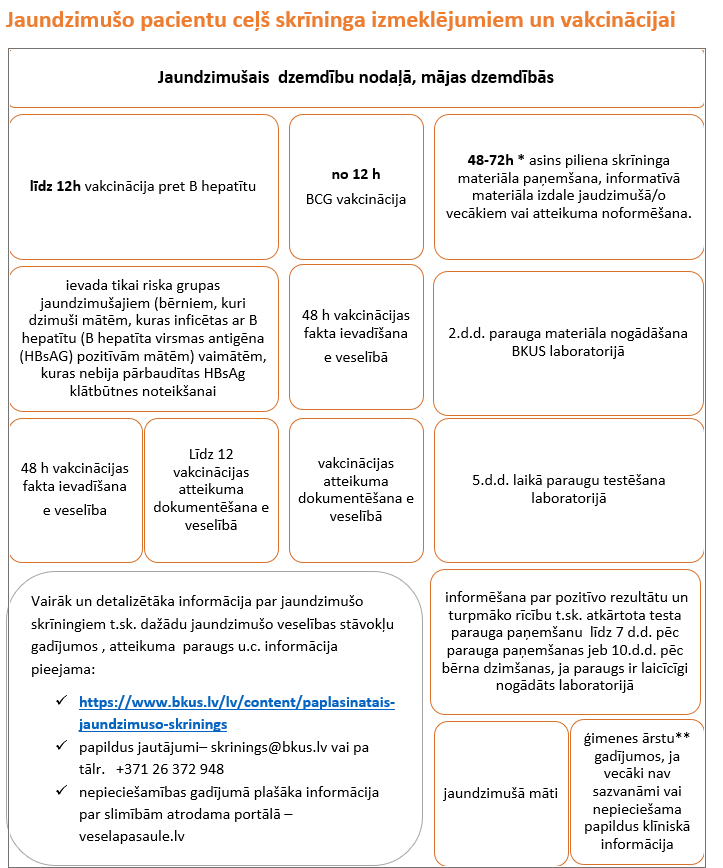 Jaundzimušo pacientu ceļš skrīninga izmeklējumiem un vakcinācijai
Jaundzimušais  dzemdību nodaļā, mājas dzemdībās
līdz 12h vakcinācija pret B hepatītu
no 12 h
BCG vakcinācija
48-72h * asins piliena skrīninga
materiāla paņemšana, informatīvā
materiāla izdale jaudzimušā/o
vecākiem vai atteikuma noformēšana.
ievada tikai riska grupas
jaundzimušajiem (bērniem, kuri
dzimuši mātēm, kuras inficētas ar B
hepatītu (B hepatīta virsmas antigēna
(HBsAG) pozitīvām mātēm) vaimātēm,
kuras nebija pārbaudītas HBsAg
klātbūtnes noteikšanai
48 h vakcinācijas
fakta ievadīšana
e veselībā
2.d.d. parauga materiāla nogādāšana
BKUS laboratorijā
48 h vakcinācijas
fakta ievadīšana
e veselība
Līdz 12
vakcinācijas
atteikuma
dokumentēšana e
veselībā
vakcinācijas
atteikuma
dokumentēšana e
veselībā
5.d.d. laikā paraugu testēšana
laboratorijā
Vairāk un detalizētāka informācija par jaundzimušo
skrīningiem t.sk. dažādu jaundzimušo veselības stāvokļu
gadījumos , atteikuma  paraugs u.c. informācija
pieejama:
✓ https://www.bkus.lv/lv/content/paplasinatais-
jaundzimuso-skrinings
✓ papildus jautājumi– skrinings@bkus.lv vai pa
tālr.   +371 26 372 948
✓ nepieciešamības gadījumā plašāka informācija
par slimībām atrodama portālā –
veselapasaule.lv
informēšana par pozitīvo rezultātu un
turpmāko rīcību t.sk. atkārtota testa
parauga paņemšanu  līdz 7 d.d. pēc
parauga paņemšanas jeb 10.d.d. pēc
bērna dzimšanas, ja paraugs ir laicīcīgi
nogādāts laboratorijā
jaundzimušā māti
ģimenes ārstu**
gadījumos, ja
vecāki nav
sazvanāmi vai
nepieciešama
papildus klīniskā
informācija